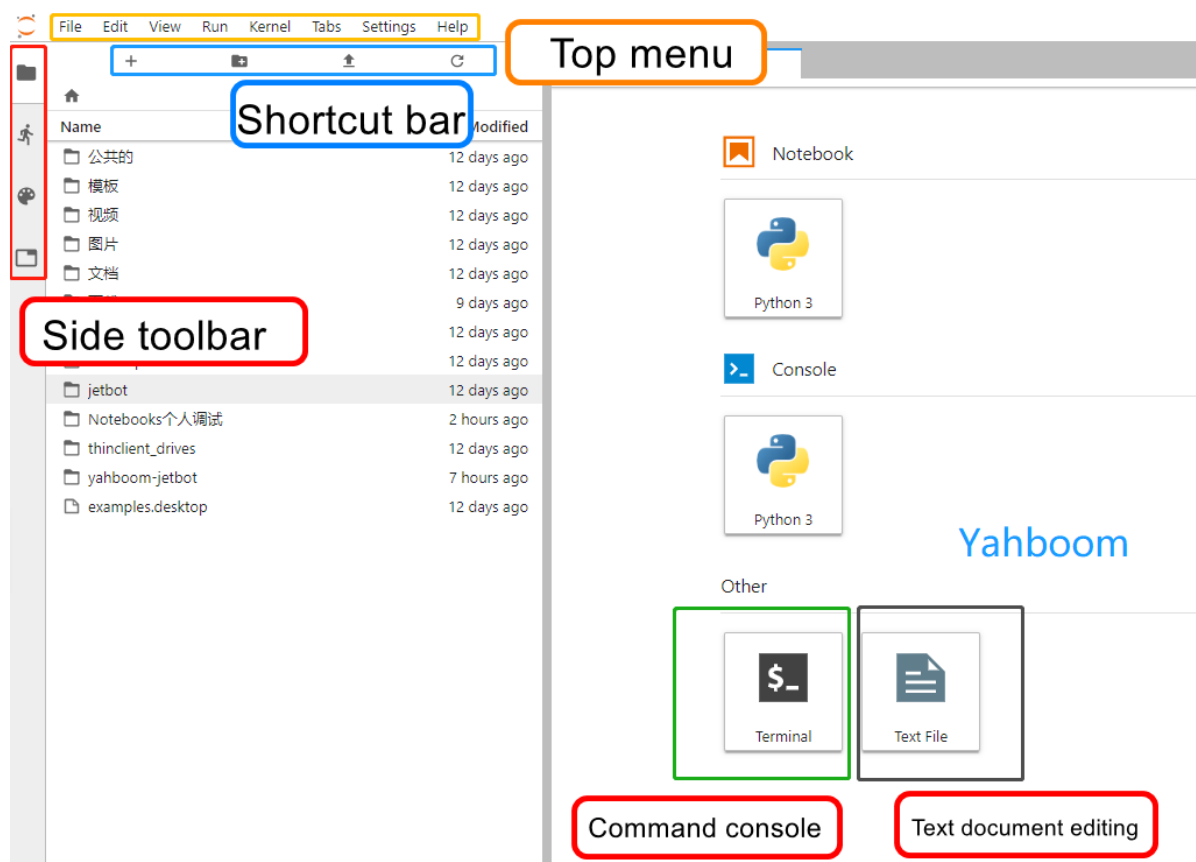 File Edit View Run Kernel Tabs Settings Help
Top menu
Shortcut bar
Name
Modified
公共的 12 days ago
模板 12 days ago
视频 12 days ago
图片 12 days ago
文档 12 days ago
9 days ago
Side toolbar
12 days ago
12 days ago
jetbot 12 days ago
Notebooks个人调试 2 hours ago
thinclient_drives 12 days ago
yahboom-jetbot 7 hours ago
examples.desktop 12 days ago
Notebook
Python 3
Console
Python 3
Yahboom
Other
$_
Terminal
Text File
Command console
Text document editing